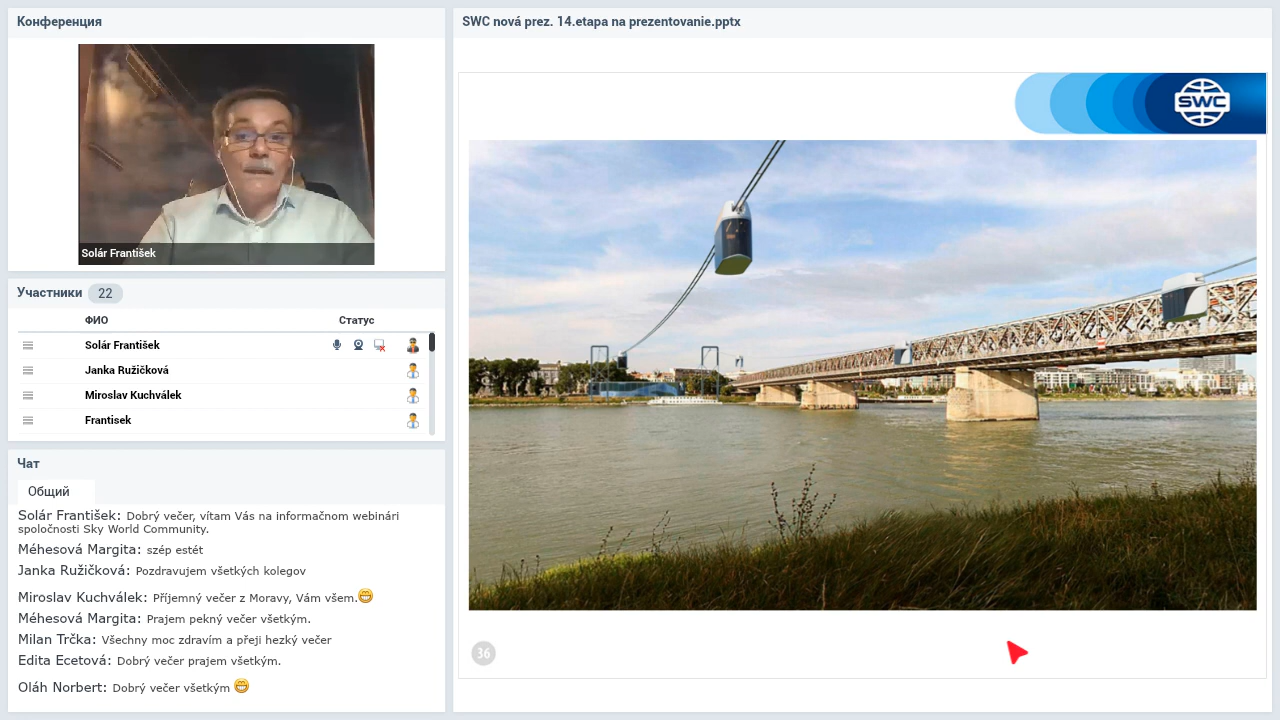 Конференция
Solár František
Участники 22
ФИО Статус
Solár František
Janka Ružičková
Miroslav Kuchválek
Frantisek
Чат
Общий
Solár František: Dobrý večer, vítam Vás na informačnom webinári
spoločnosti Sky World Community.
Méhesová Margita: szép estét
Janka Ružičková: Pozdravujem všetkých kolegov
Miroslav Kuchválek: Příjemný večer z Moravy, Vám všem.
Méhesová Margita: Prajem pekný večer všetkým.
Milan Trčka: Všechny moc zdravím a přeji hezký večer
Edita Ecetová: Dobrý večer prajem všetkým.
Oláh Norbert: Dobrý večer všetkým
SWC nová prez. 14.etapa na prezentovanie.pptx
SWC
36